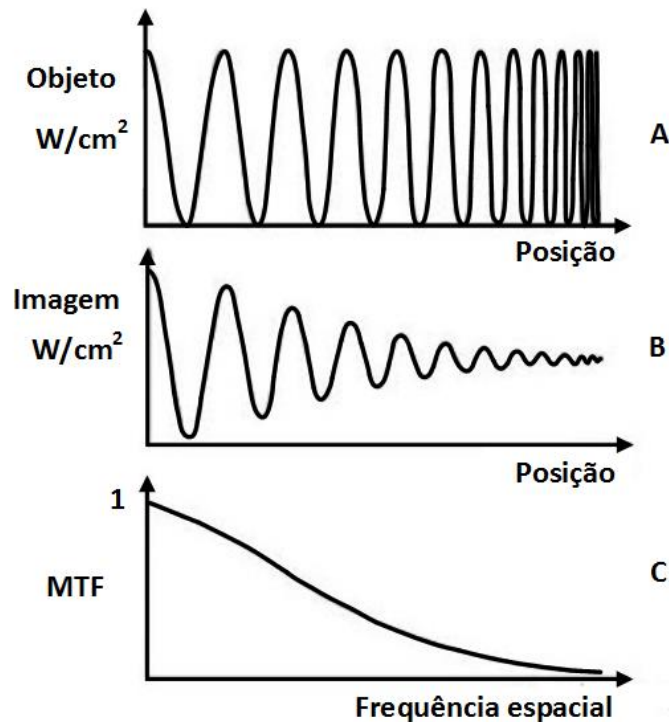 Objeto
W/cm²
A
Posição
Imagem
W/cm²
B
Posição
1
MTF
C
Frequência espacial